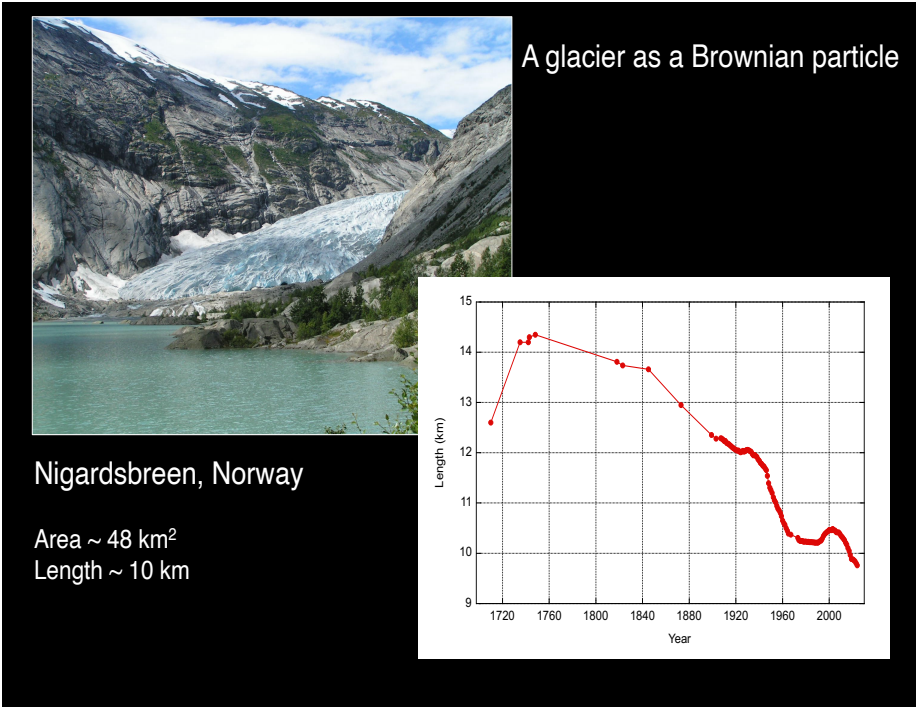 A glacier as a Brownian particle
Nigardsbreen, Norway
Area ~ 48 km²
Length ~ 10 km
15
14
13
12
11
10
9
Length (km)
1720 1760 1800 1840 1880 1920 1960 2000
Year